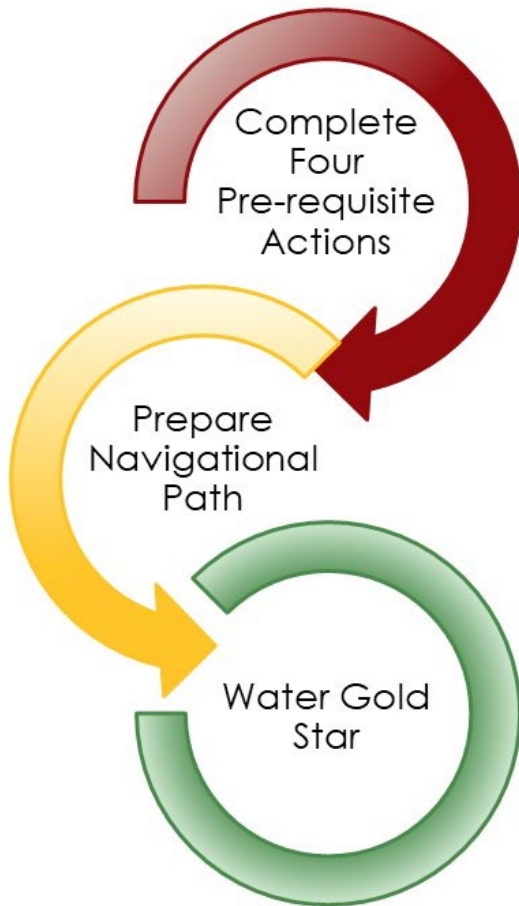 Complete
Four
Pre-requisite
Actions
Prepare
Navigational
Path
Water Gold
Star